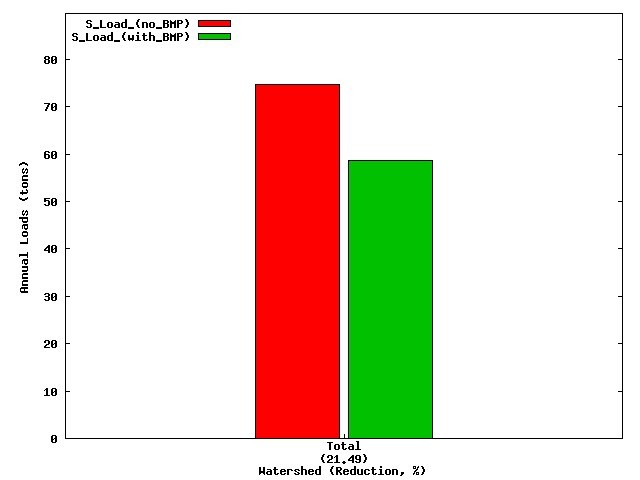 S_Load_(no_BMP)
S_Load_(with_BMP)
80
70
60
50
40
30
20
10
0
Annual Loads (tons)
Total
(21.49)
Watershed (Reduction, %)